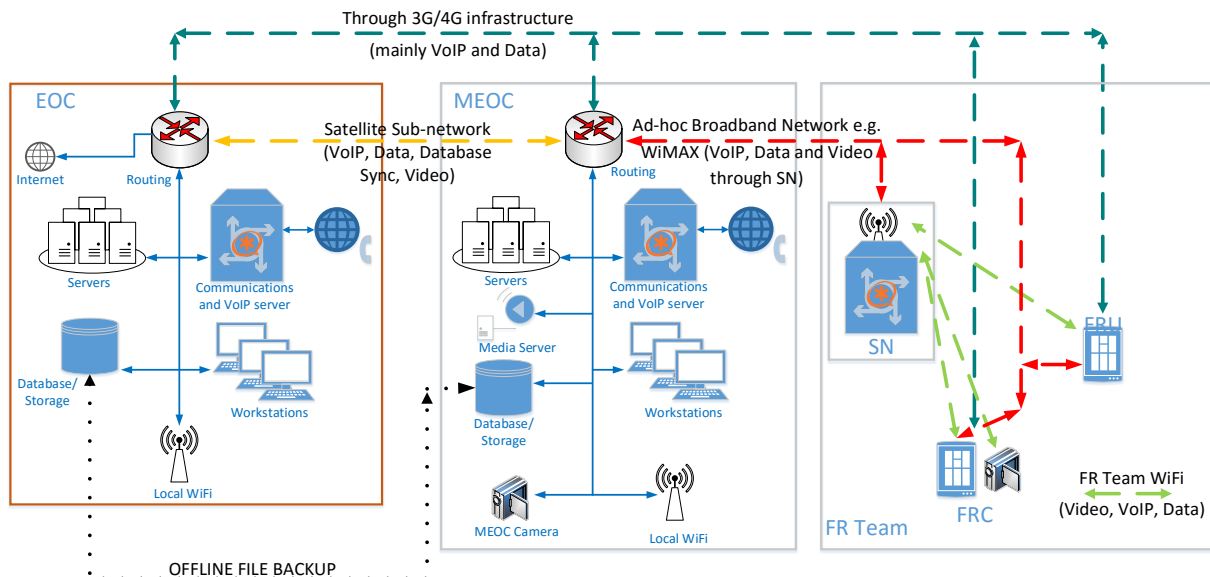 Through 3G/4G infrastructure
(mainly VoIP and Data)
EOC
MEOC
Satellite Sub-network
(VoIP, Data, Database
Sync, Video)
Ad-hoc Broadband Network e.g.
WiMAX (VoIP, Data and Video
through SN)
Internet
Routing
Routing
Servers
Communications
and VoIP server
Servers
Communications
and VoIP server
Media Server
SN
FRU
Database/
Storage
Workstations
Database/
Storage
Workstations
Local WiFi
MEOC Camera
Local WiFi
FR Team
FRC
FR Team WiFi
(Video, VoIP, Data)
OFFLINE FILE BACKUP